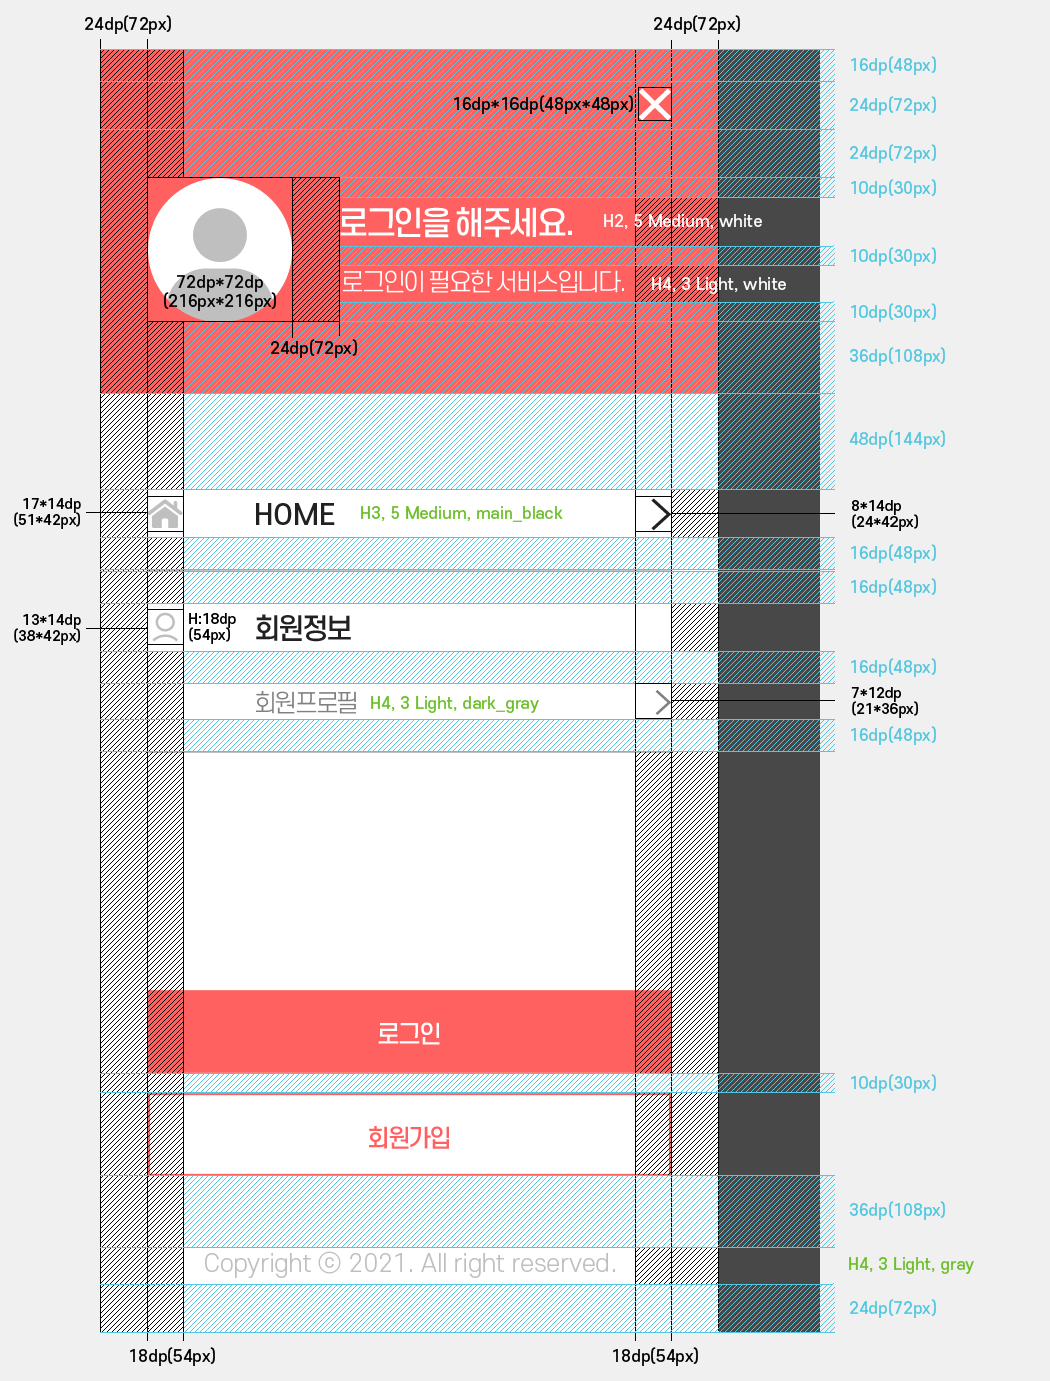 24dp(72px)
24dp(72px)
16dp(48px)
16dp*16dp(48px*48px)
24dp(72px)
24dp(72px)
10dp(30px)
로그인을 해주세요.
H2, 5 Medium, white
10dp(30px)
로그인이 필요한 서비스입니다.
H4, 3 Light, white
72dp*72dp
(216px*216px)
10dp(30px)
24dp(72px)
36dp(108px)
48dp(144px)
17*14dp
(51*42px)
HOME
H3, 5 Medium, main_black
8*14dp
(24*42px)
16dp(48px)
16dp(48px)
13*14dp
(38*42px)
H:18dp
(54px)
회원정보
16dp(48px)
회원프로필
H4, 3 Light, dark_gray
7*12dp
(21*36px)
16dp(48px)
로그인
10dp(30px)
회원가입
36dp(108px)
Copyright ⓒ 2021. All right reserved.
H4, 3 Light, gray
24dp(72px)
18dp(54px)
18dp(54px)